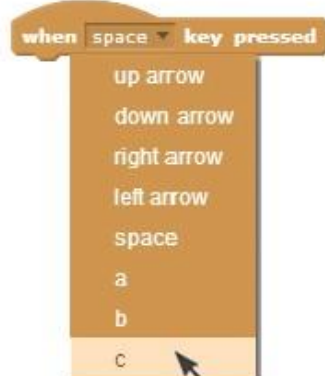 when space key pressed
up arrow
down arrow
right arrow
left arrow
space
a
b
c